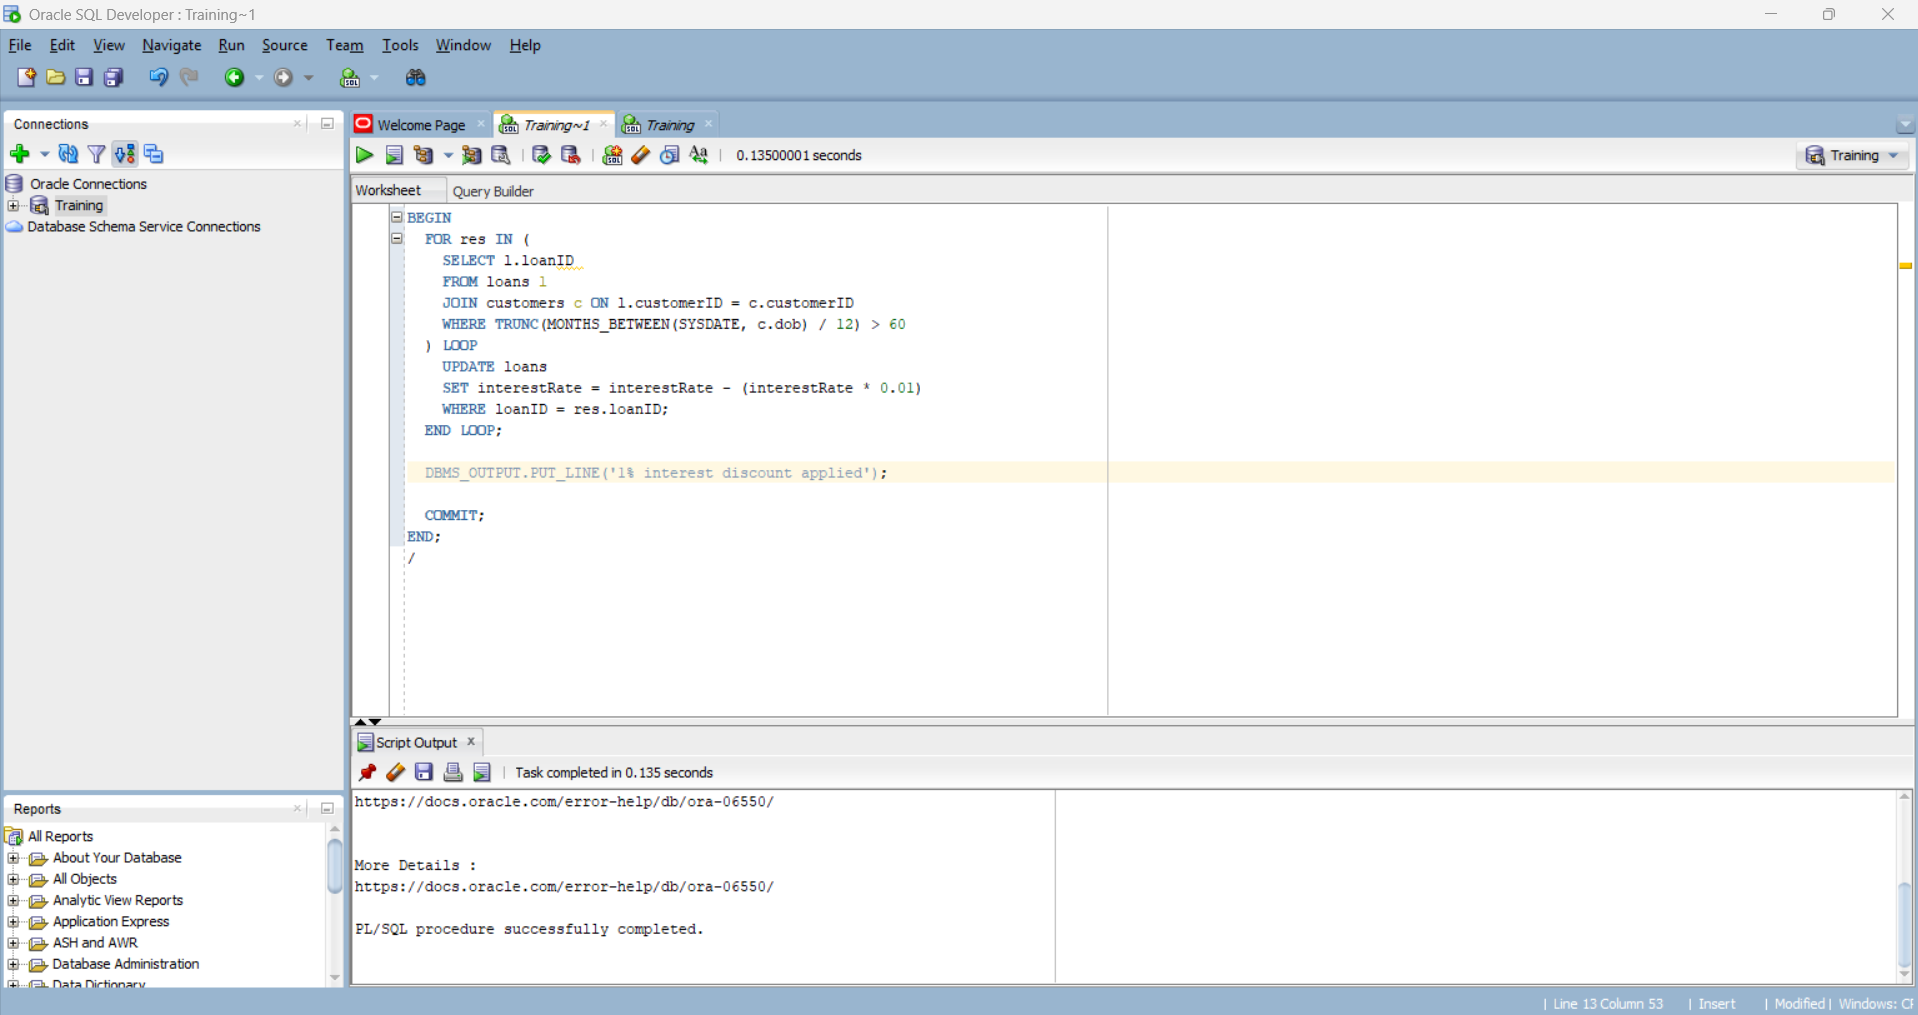 Oracle SQL Developer : Training~1
File Edit View Navigate Run Source Team Tools Window Help
Connections
Oracle Connections
Training
Database Schema Service Connections
Welcome Page
Training~1
Training
0.13500001 seconds
Training
Worksheet
Query Builder
BEGIN
FOR res IN (
SELECT l.loanID
FROM loans l
JOIN customers c ON l.customerID = c.customerID
WHERE TRUNC(MONTHS_BETWEEN(SYSDATE, c.dob) / 12) > 60
) LOOP
UPDATE loans
SET interestRate = interestRate - (interestRate * 0.01)
WHERE loanID = res.loanID;
END LOOP;
DBMS_OUTPUT.PUT_LINE('1% interest discount applied');
COMMIT;
END;
/
Script Output
Task completed in 0.135 seconds
https://docs.oracle.com/error-help/db/ora-06550/
More Details :
https://docs.oracle.com/error-help/db/ora-06550/
PL/SQL procedure successfully completed.
Reports
All Reports
About Your Database
All Objects
Analytic View Reports
Application Express
ASH and AWR
Database Administration
Data Dictionary
Line 13 Column 53 | Insert | Modified | Windows: